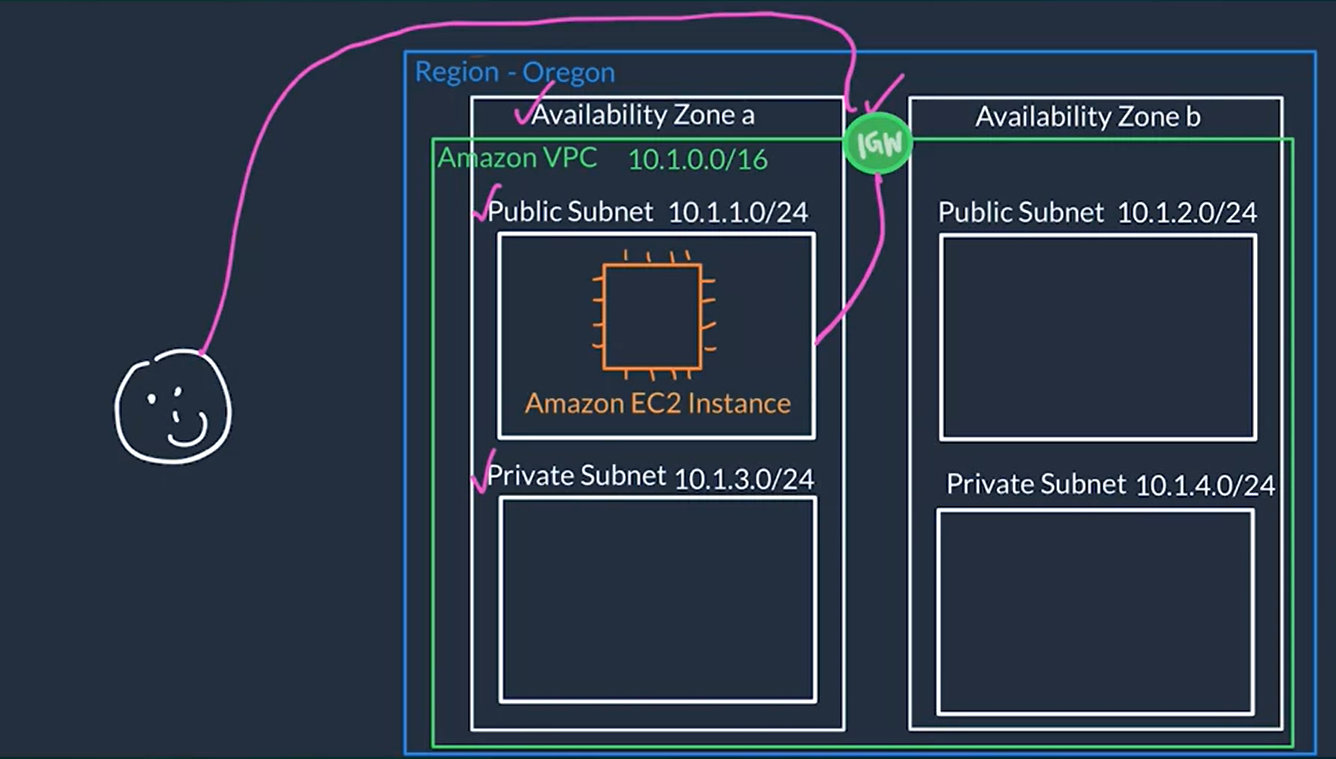 Region - Oregon
Availability Zone a
Availability Zone b
IGW
Amazon VPC 10.1.0.0/16
Public Subnet 10.1.1.0/24
Public Subnet 10.1.2.0/24
Amazon EC2 Instance
Private Subnet 10.1.3.0/24
Private Subnet 10.1.4.0/24